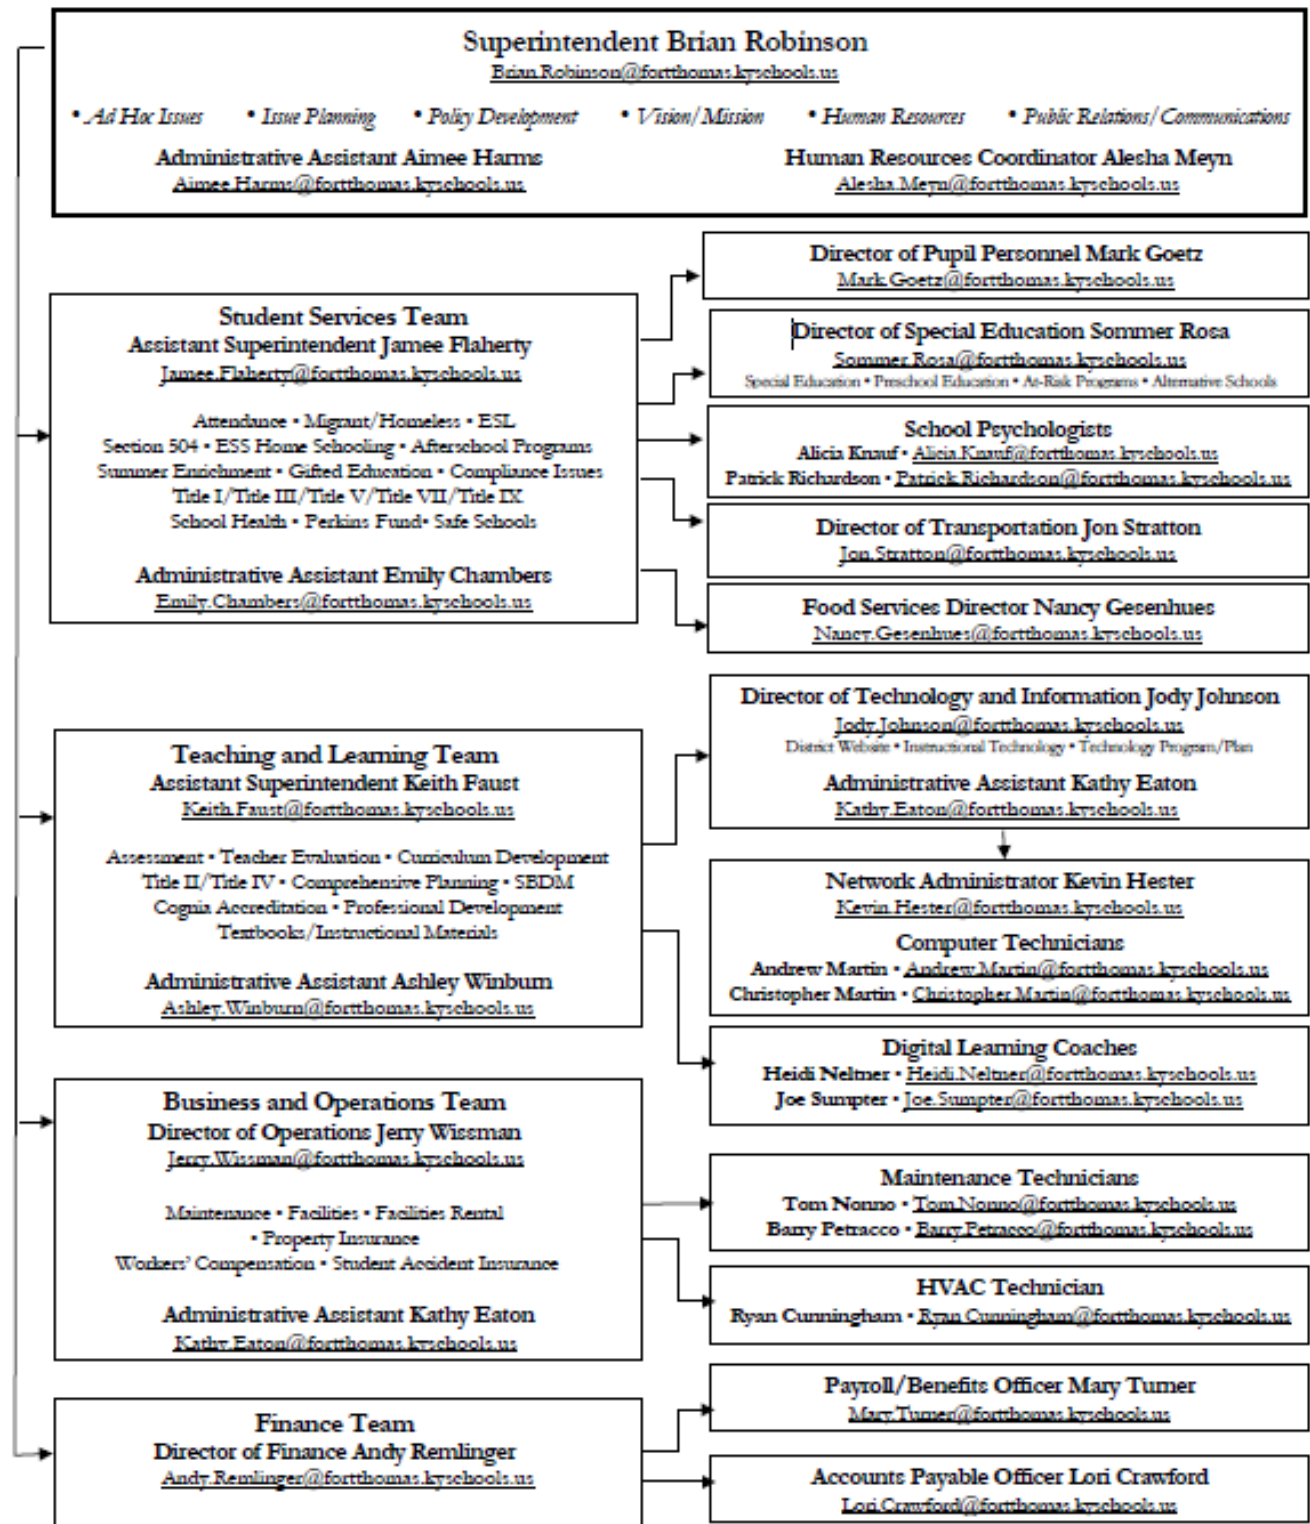 Superintendent Brian Robinson
Brian.Robinson@fortthomas.kyschools.us
• Ad Hoc Issues • Issue Planning • Policy Development • Vision/Mission • Human Resources • Public Relations/Communications
Administrative Assistant Aimee Harms
Aimee.Harms@fortthomas.kyschools.us
Human Resources Coordinator Alesha Meyn
Alesha.Meyn@fortthomas.kyschools.us
Student Services Team
Assistant Superintendent Jamee Flaherty
Jamee.Flaherty@fortthomas.kyschools.us
Attendance • Migrant/Homeless • ESL
Section 504 • ESS Home Schooling • Afterschool Programs
Summer Enrichment • Gifted Education • Compliance Issues
Title I/Title III/Title V/Title VII/Title IX
School Health • Perkins Fund• Safe Schools
Administrative Assistant Emily Chambers
Emily.Chambers@fortthomas.kyschools.us
Director of Pupil Personnel Mark Goetz
Mark.Goetz@fortthomas.kyschools.us
Director of Special Education Sommer Rosa
Sommer.Rosa@fortthomas.kyschools.us
Special Education • Preschool Education • At-Risk Programs • Alternative Schools
School Psychologists
Alicia Knauf • Alicia.Knauf@fortthomas.kyschools.us
Patrick Richardson • Patrick.Richardson@fortthomas.kyschools.us
Director of Transportation Jon Stratton
Jon.Stratton@fortthomas.kyschools.us
Food Services Director Nancy Gesenhues
Nancy.Gesenhues@fortthomas.kyschools.us
Teaching and Learning Team
Assistant Superintendent Keith Faust
Keith.Faust@fortthomas.kyschools.us
Assessment • Teacher Evaluation • Curriculum Development
Title II/Title IV • Comprehensive Planning • SBDM
Cognia Accreditation • Professional Development
Textbooks/Instructional Materials
Administrative Assistant Ashley Winburn
Ashley.Winburn@fortthomas.kyschools.us
Director of Technology and Information Jody Johnson
Jody.Johnson@fortthomas.kyschools.us
District Website • Instructional Technology • Technology Program/Plan
Administrative Assistant Kathy Eaton
Kathy.Eaton@fortthomas.kyschools.us
Network Administrator Kevin Hester
Kevin.Hester@fortthomas.kyschools.us
Computer Technicians
Andrew Martin • Andrew.Martin@fortthomas.kyschools.us
Christopher Martin • Christopher.Martin@fortthomas.kyschools.us
Digital Learning Coaches
Heidi Neltner • Heidi.Neltner@fortthomas.kyschools.us
Joe Sumpter • Joe.Sumpter@fortthomas.kyschools.us
Business and Operations Team
Director of Operations Jerry Wissman
Jerry.Wissman@fortthomas.kyschools.us
Maintenance • Facilities • Facilities Rental
• Property Insurance
Workers’ Compensation • Student Accident Insurance
Administrative Assistant Kathy Eaton
Kathy.Eaton@fortthomas.kyschools.us
Maintenance Technicians
Tom Nonno • Tom.Nonno@fortthomas.kyschools.us
Barry Petracco • Barry.Petracco@fortthomas.kyschools.us
HVAC Technician
Ryan Cunningham • Ryan.Cunningham@fortthomas.kyschools.us
Finance Team
Director of Finance Andy Remlinger
Andy.Remlinger@fortthomas.kyschools.us
Payroll/Benefits Officer Mary Turner
Mary.Turner@fortthomas.kyschools.us
Accounts Payable Officer Lori Crawford
Lori.Crawford@fortthomas.kyschools.us